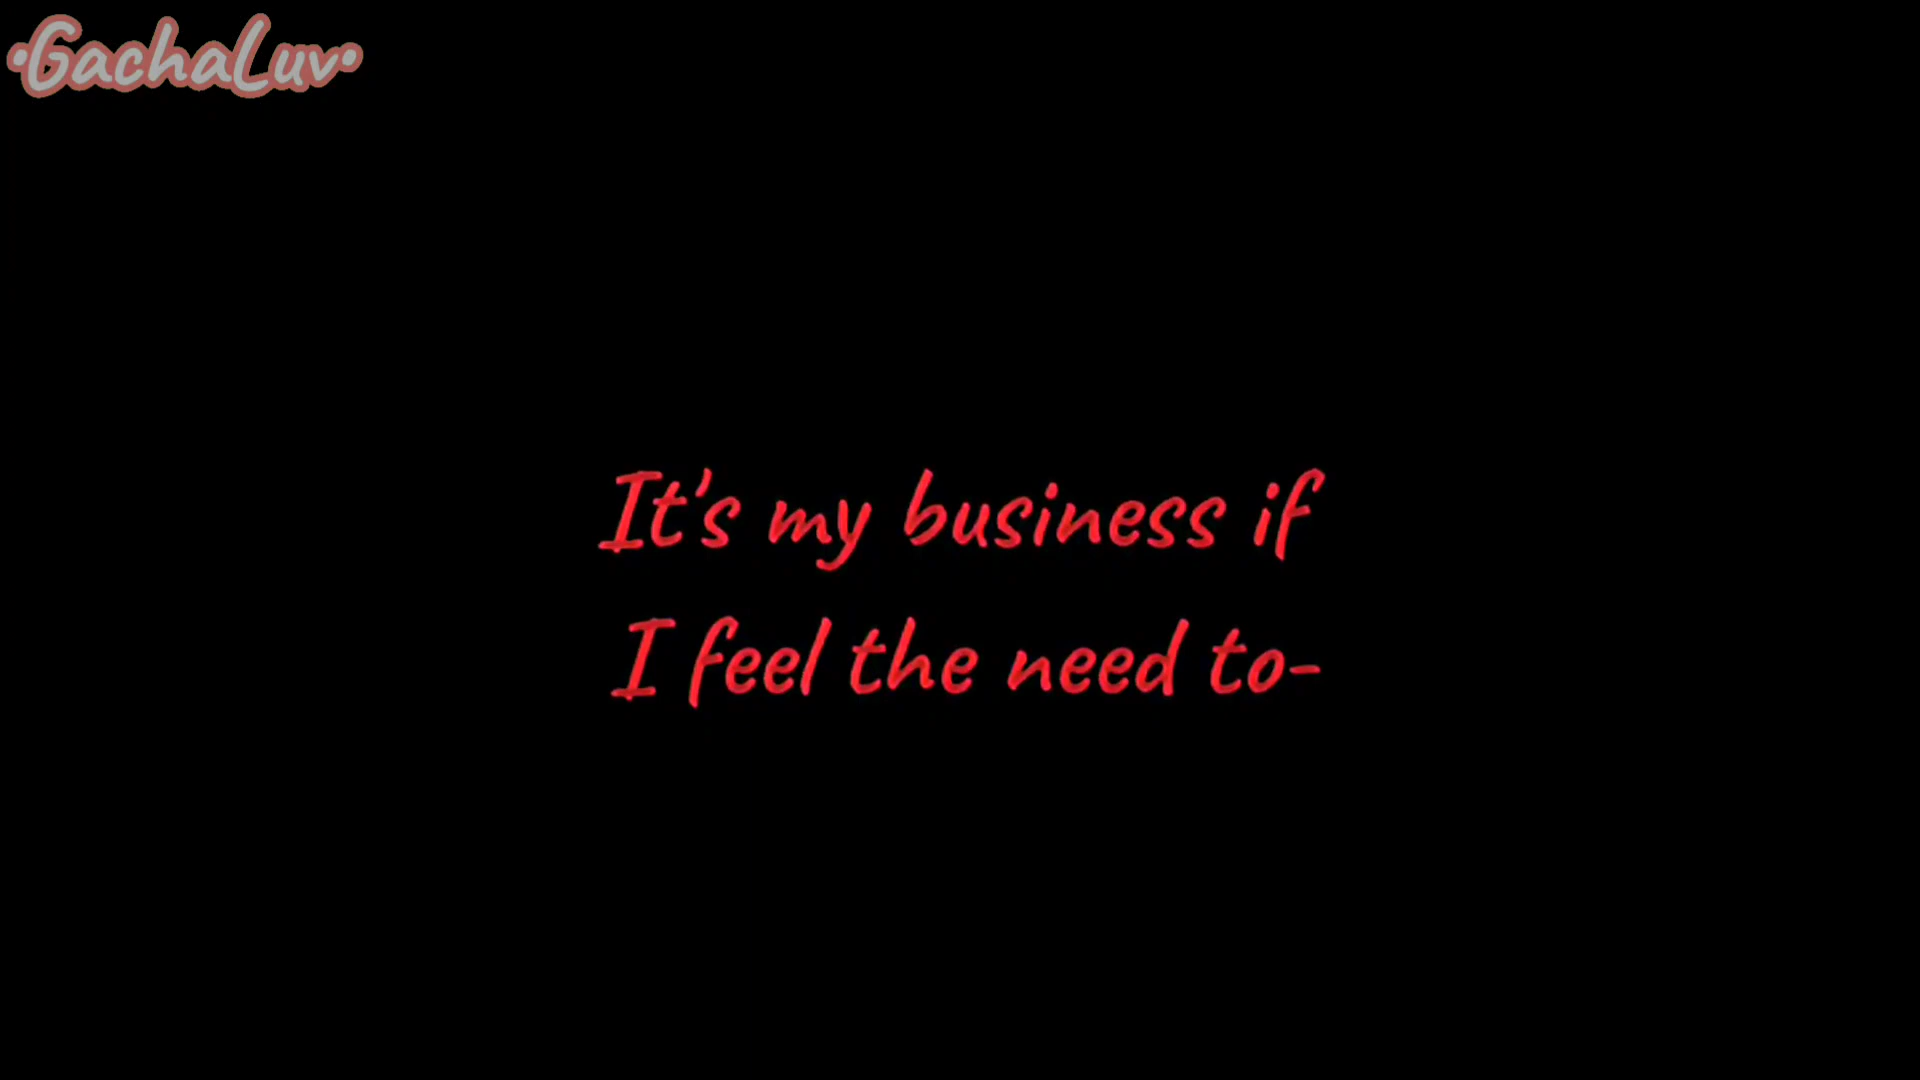 •GachaLuv•
It's my business if
I feel the need to-